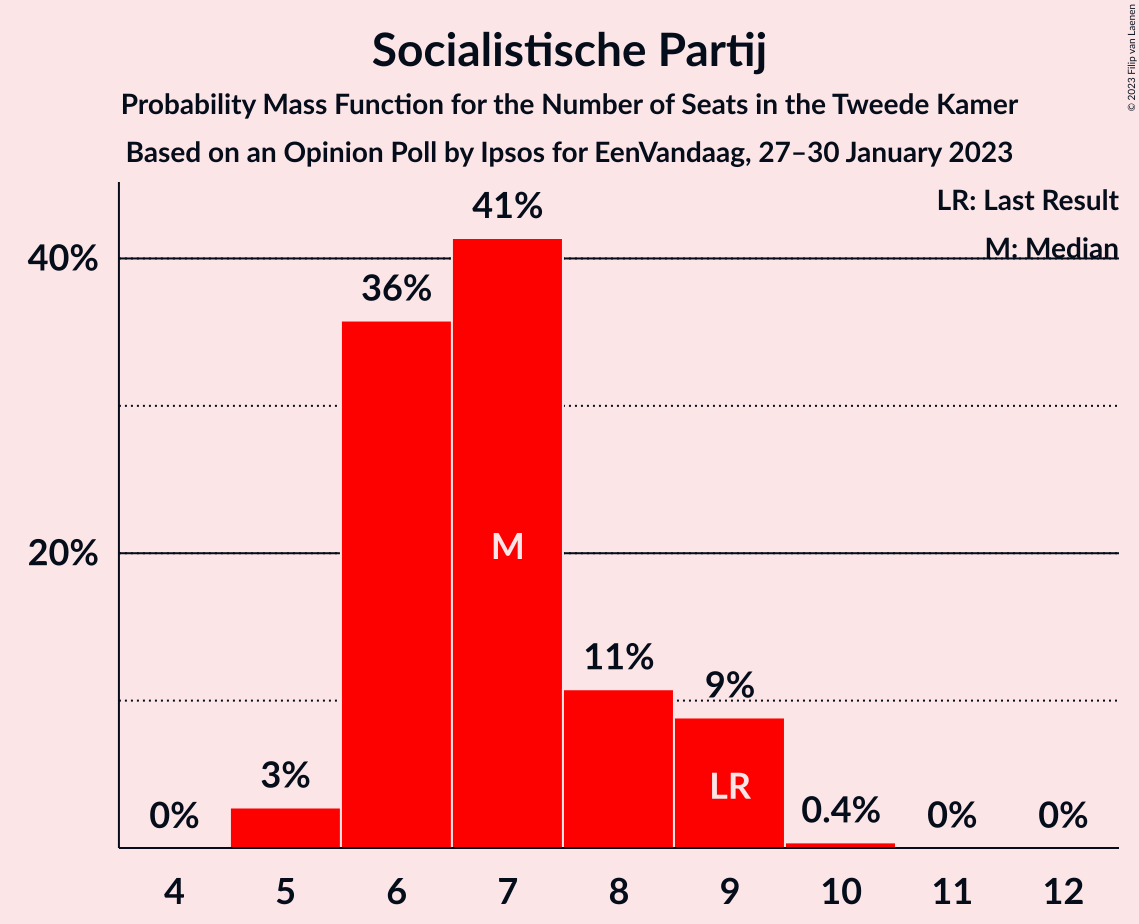 Socialistische Partij
Probability Mass Function for the Number of Seats in the Tweede Kamer
Based on an Opinion Poll by Ipsos for EenVandaag, 27–30 January 2023
© 2023 Filip van Laenen
LR: Last Result
M: Median
40%
20%
0%
3%
36%
41%
11%
9%
0.4%
0%
0%
M
LR
4 5 6 7 8 9 10 11 12